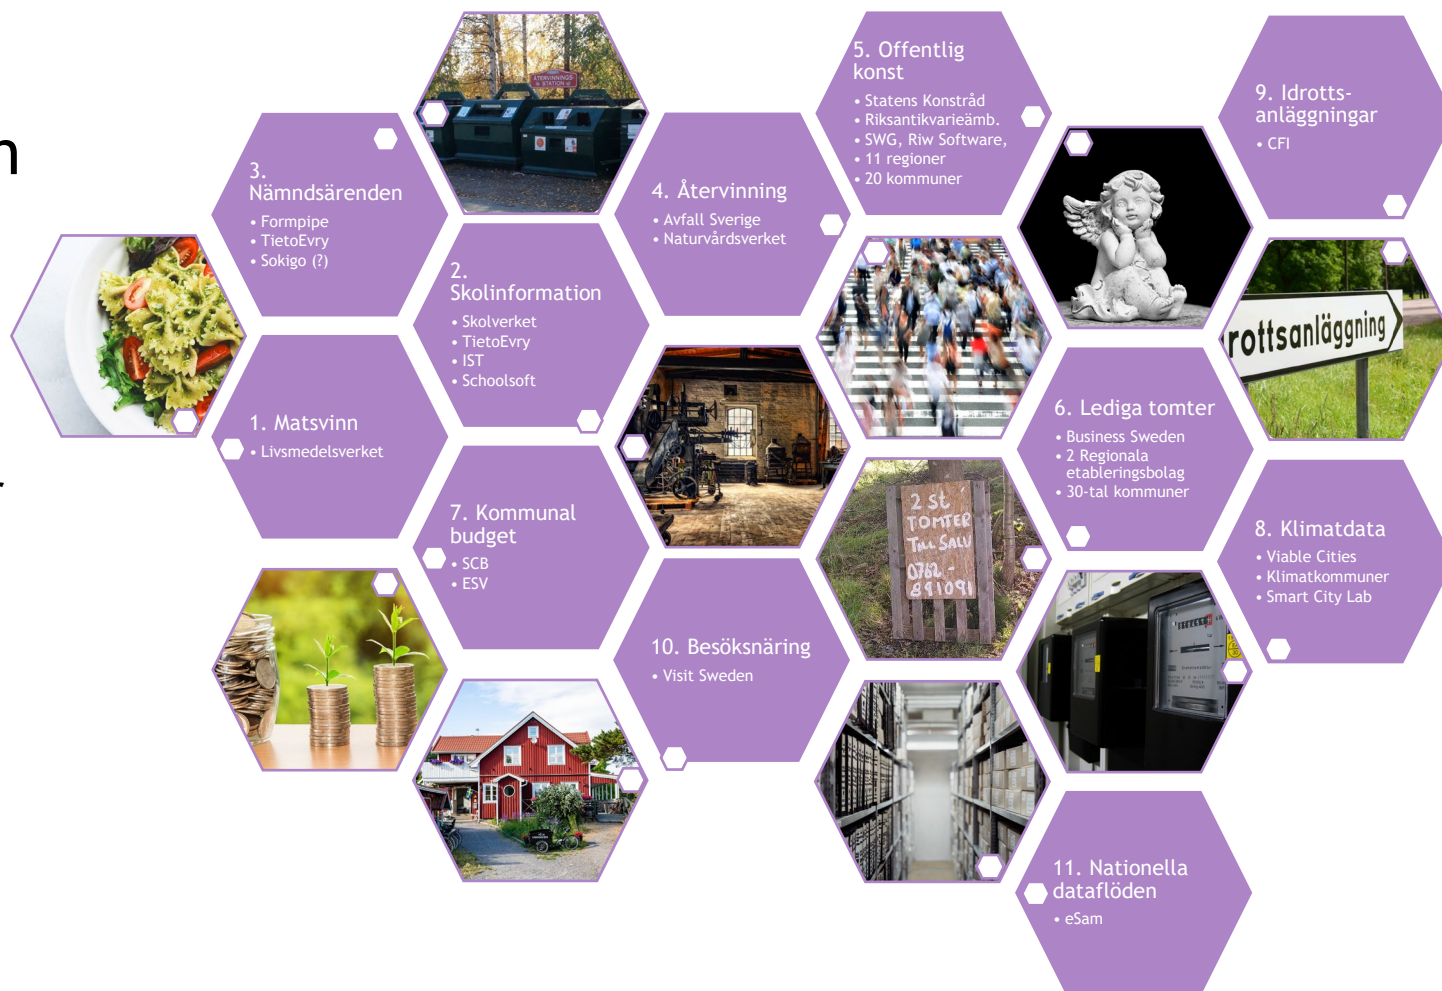 n
3.
Nämndsärenden
• Formpipe
• TietoEvry
• Sokigo (?)
ÅTERVINNINGS
STATION
4. Återvinning
• Avfall Sverige
• Naturvårdsverket
5. Offentlig
konst
• Statens Konstråd
• Riksantikvarieämb.
• SWG, Riw Software,
• 11 regioner
• 20 kommuner
9. Idrotts-
anläggningar
• CFI
2.
Skolinformation
• Skolverket
• TietoEvry
• IST
• Schoolsoft
rottsanläggning
1. Matsvinn
• Livsmedelsverket
6. Lediga tomter
• Business Sweden
• 2 Regionala
etableringsbolag
• 30-tal kommuner
7. Kommunal
budget
• SCB
• ESV
2 St
TOMTER
TILL SALU
0762-
891091
8. Klimatdata
• Viable Cities
• Klimatkommuner
• Smart City Lab
10. Besöksnäring
• Visit Sweden
11. Nationella
dataflöden
• eSam